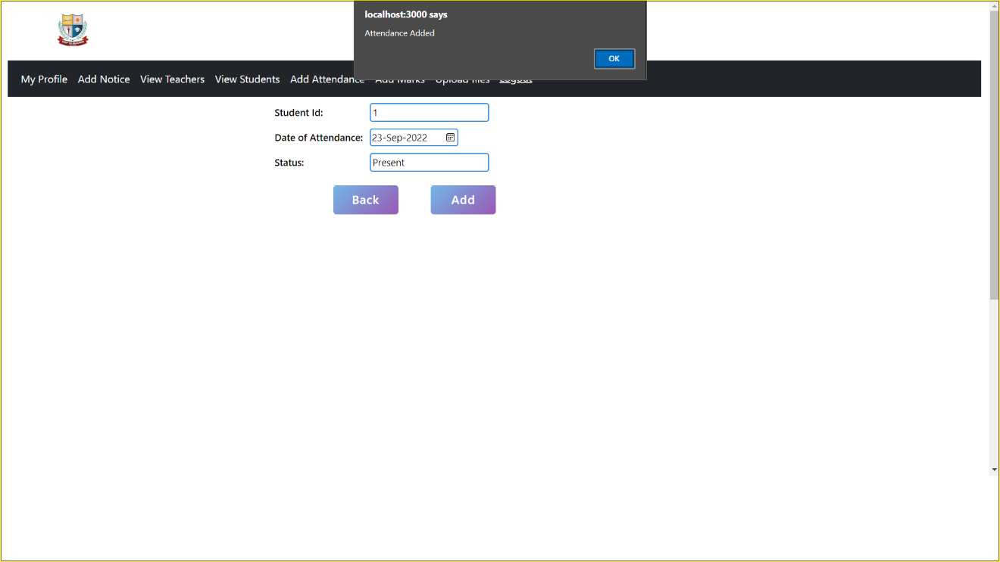 localhost:3000 says
Attendance Added
OK
My Profile Add Notice View Teachers View Students Add Attendance Add Marks Upload files Logout
Student Id: 1
Date of Attendance: 23-Sep-2022
Status: Present
Back Add